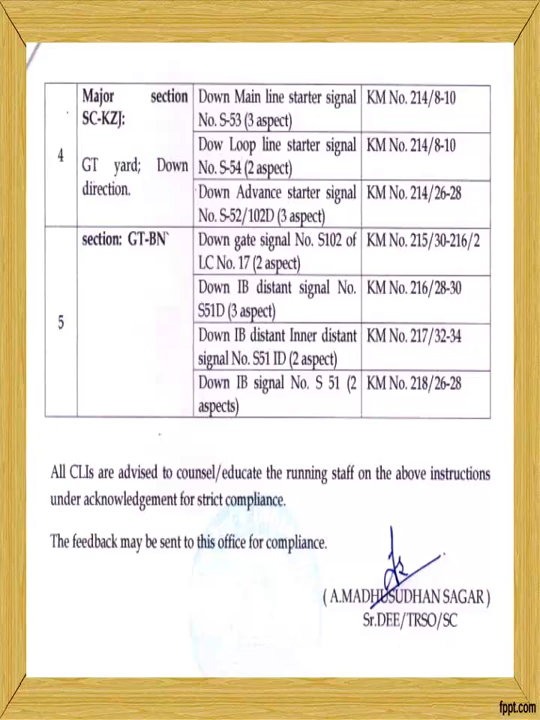 4
Major section
SC-KZJ:
GT yard; Down
direction.
Down Main line starter signal
No. S-53 (3 aspect)
KM No. 214/8-10
Dow Loop line starter signal
No. S-54 (2 aspect)
KM No. 214/8-10
Down Advance starter signal
No. S-52/102D (3 aspect)
KM No. 214/26-28
5
section: GT-BN
Down gate signal No. S102 of
LC No. 17 (2 aspect)
KM No. 215/30-216/2
Down IB distant signal No.
S51D (3 aspect)
KM No. 216/28-30
Down IB distant Inner distant
signal No. S51 ID (2 aspect)
KM No. 217/32-34
Down IB signal No. S 51 (2
aspects)
KM No. 218/26-28
All CLIs are advised to counsel/educate the running staff on the above instructions
under acknowledgement for strict compliance.
The feedback may be sent to this office for compliance.
( A.MADHUSUDHAN SAGAR )
Sr.DEE/TRSO/SC
fppt.com